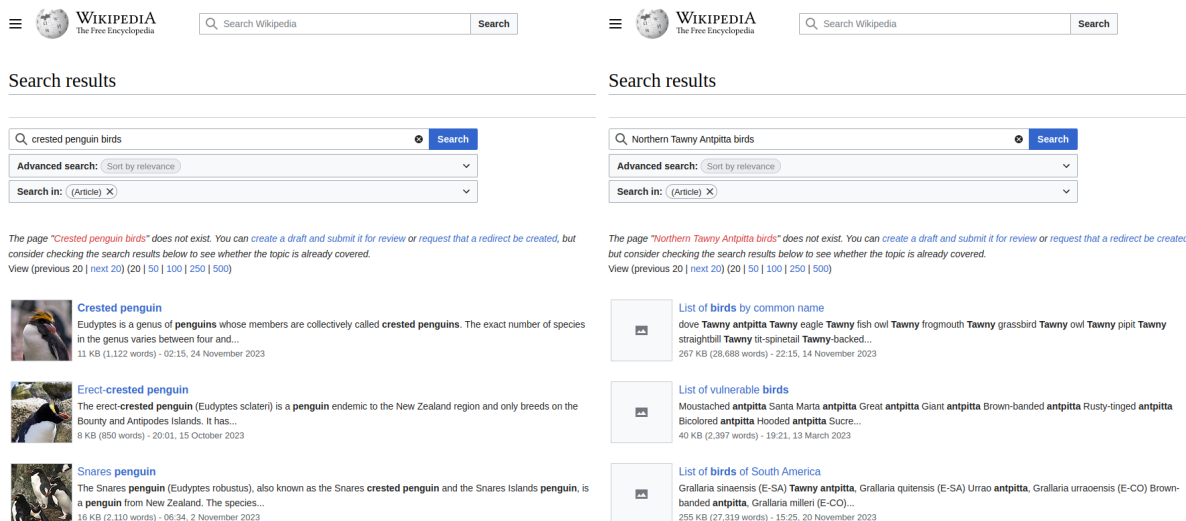 WIKIPEDIA
The Free Encyclopedia
Search Wikipedia
Search
Search results
crested penguin birds
Search
Advanced search: Sort by relevance
Search in: (Article)
The page "Crested penguin birds" does not exist. You can create a draft and submit it for review or request that a redirect be created, but
consider checking the search results below to see whether the topic is already covered.
View (previous 20 | next 20) (20 | 50 | 100 | 250 | 500)
Crested penguin
Eudyptes is a genus of penguins whose members are collectively called crested penguins. The exact number of species
in the genus varies between four and...
11 KB (1,122 words) - 02:15, 24 November 2023
Erect-crested penguin
The erect-crested penguin (Eudyptes sclateri) is a penguin endemic to the New Zealand region and only breeds on the
Bounty and Antipodes Islands. It has...
8 KB (850 words) - 20:01, 15 October 2023
Snares penguin
The Snares penguin (Eudyptes robustus), also known as the Snares crested penguin and the Snares Islands penguin, is
a penguin from New Zealand. The species...
16 KB (2,110 words) - 06:34, 2 November 2023
WIKIPEDIA
The Free Encyclopedia
Search Wikipedia
Search
Search results
Northern Tawny Antpitta birds
Search
Advanced search: Sort by relevance
Search in: (Article)
The page "Northern Tawny Antpitta birds" does not exist. You can create a draft and submit it for review or request that a redirect be created
but consider checking the search results below to see whether the topic is already covered.
View (previous 20 | next 20) (20 | 50 | 100 | 250 | 500)
List of birds by common name
dove Tawny antpitta Tawny eagle Tawny fish owl Tawny frogmouth Tawny grassbird Tawny owl Tawny pipit Tawny
straightbill Tawny tit-spinetail Tawny-backed...
267 KB (28,688 words) - 22:15, 14 November 2023
List of vulnerable birds
Moustached antpitta Santa Marta antpitta Great antpitta Giant antpitta Brown-banded antpitta Rusty-tinged antpitta
Bicolored antpitta Hooded antpitta Sucre...
40 KB (2,397 words) - 19:21, 13 March 2023
List of birds of South America
Grallaria sinaensis (E-SA) Tawny antpitta, Grallaria quitensis (E-SA) Urrao antpitta, Grallaria urraoensis (E-CO) Brown-
banded antpitta, Grallaria milleri (E-CO)...
255 KB (27,319 words) - 15:25, 20 November 2023